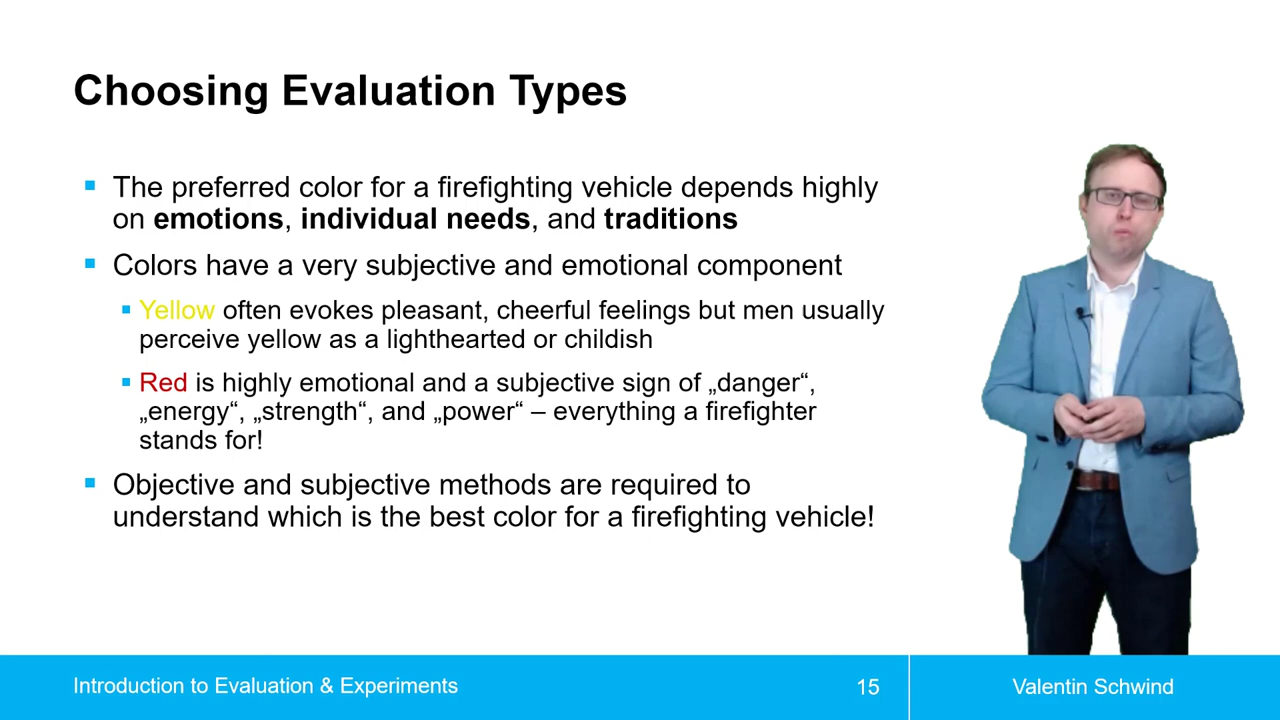 Choosing Evaluation Types
The preferred color for a firefighting vehicle depends highly
on emotions, individual needs, and traditions
Colors have a very subjective and emotional component
Yellow often evokes pleasant, cheerful feelings but men usually
perceive yellow as a lighthearted or childish
Red is highly emotional and a subjective sign of „danger“,
„energy“, „strength“, and „power“ – everything a firefighter
stands for!
Objective and subjective methods are required to
understand which is the best color for a firefighting vehicle!
Introduction to Evaluation & Experiments
15
Valentin Schwind